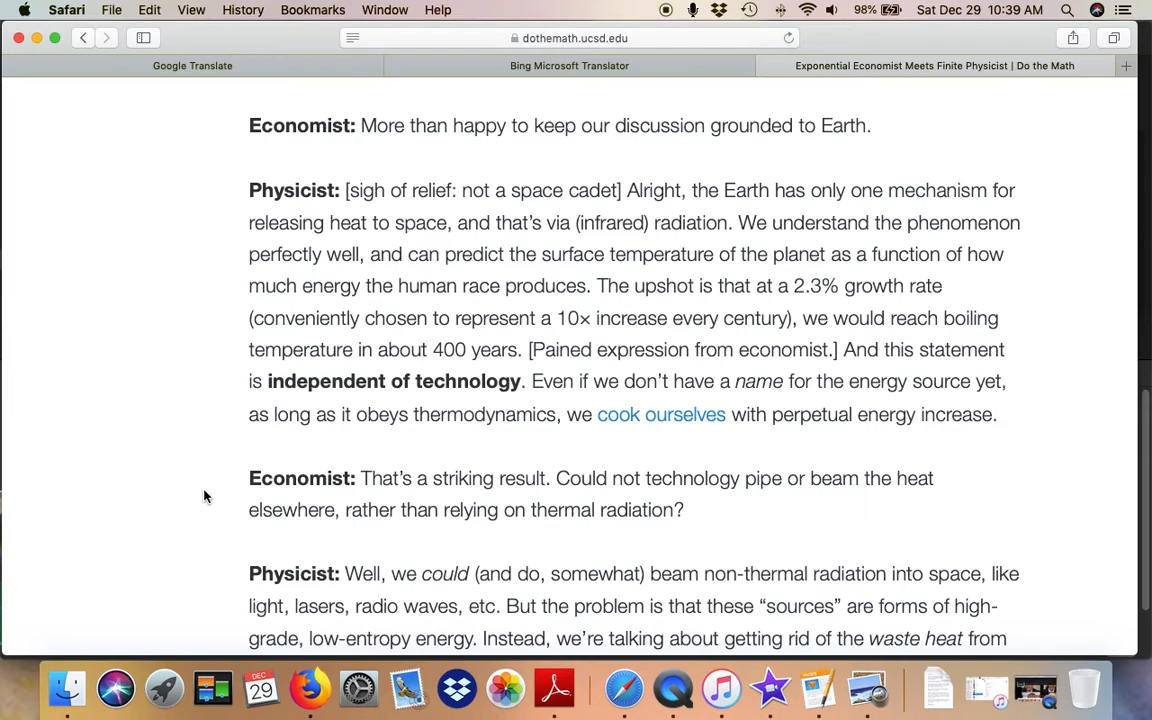 Safari File Edit View History Bookmarks Window Help 98% Sat Dec 29 10:39 AM
dothemath.ucsd.edu
Google Translate Bing Microsoft Translator Exponential Economist Meets Finite Physicist | Do the Math
Economist: More than happy to keep our discussion grounded to Earth.
Physicist: [sigh of relief: not a space cadet] Alright, the Earth has only one mechanism for
releasing heat to space, and that's via (infrared) radiation. We understand the phenomenon
perfectly well, and can predict the surface temperature of the planet as a function of how
much energy the human race produces. The upshot is that at a 2.3% growth rate
(conveniently chosen to represent a 10× increase every century), we would reach boiling
temperature in about 400 years. [Pained expression from economist.] And this statement
is independent of technology. Even if we don't have a name for the energy source yet,
as long as it obeys thermodynamics, we cook ourselves with perpetual energy increase.
Economist: That's a striking result. Could not technology pipe or beam the heat
elsewhere, rather than relying on thermal radiation?
Physicist: Well, we could (and do, somewhat) beam non-thermal radiation into space, like
light, lasers, radio waves, etc. But the problem is that these “sources” are forms of high-
grade, low-entropy energy. Instead, we're talking about getting rid of the waste heat from
DEC
29